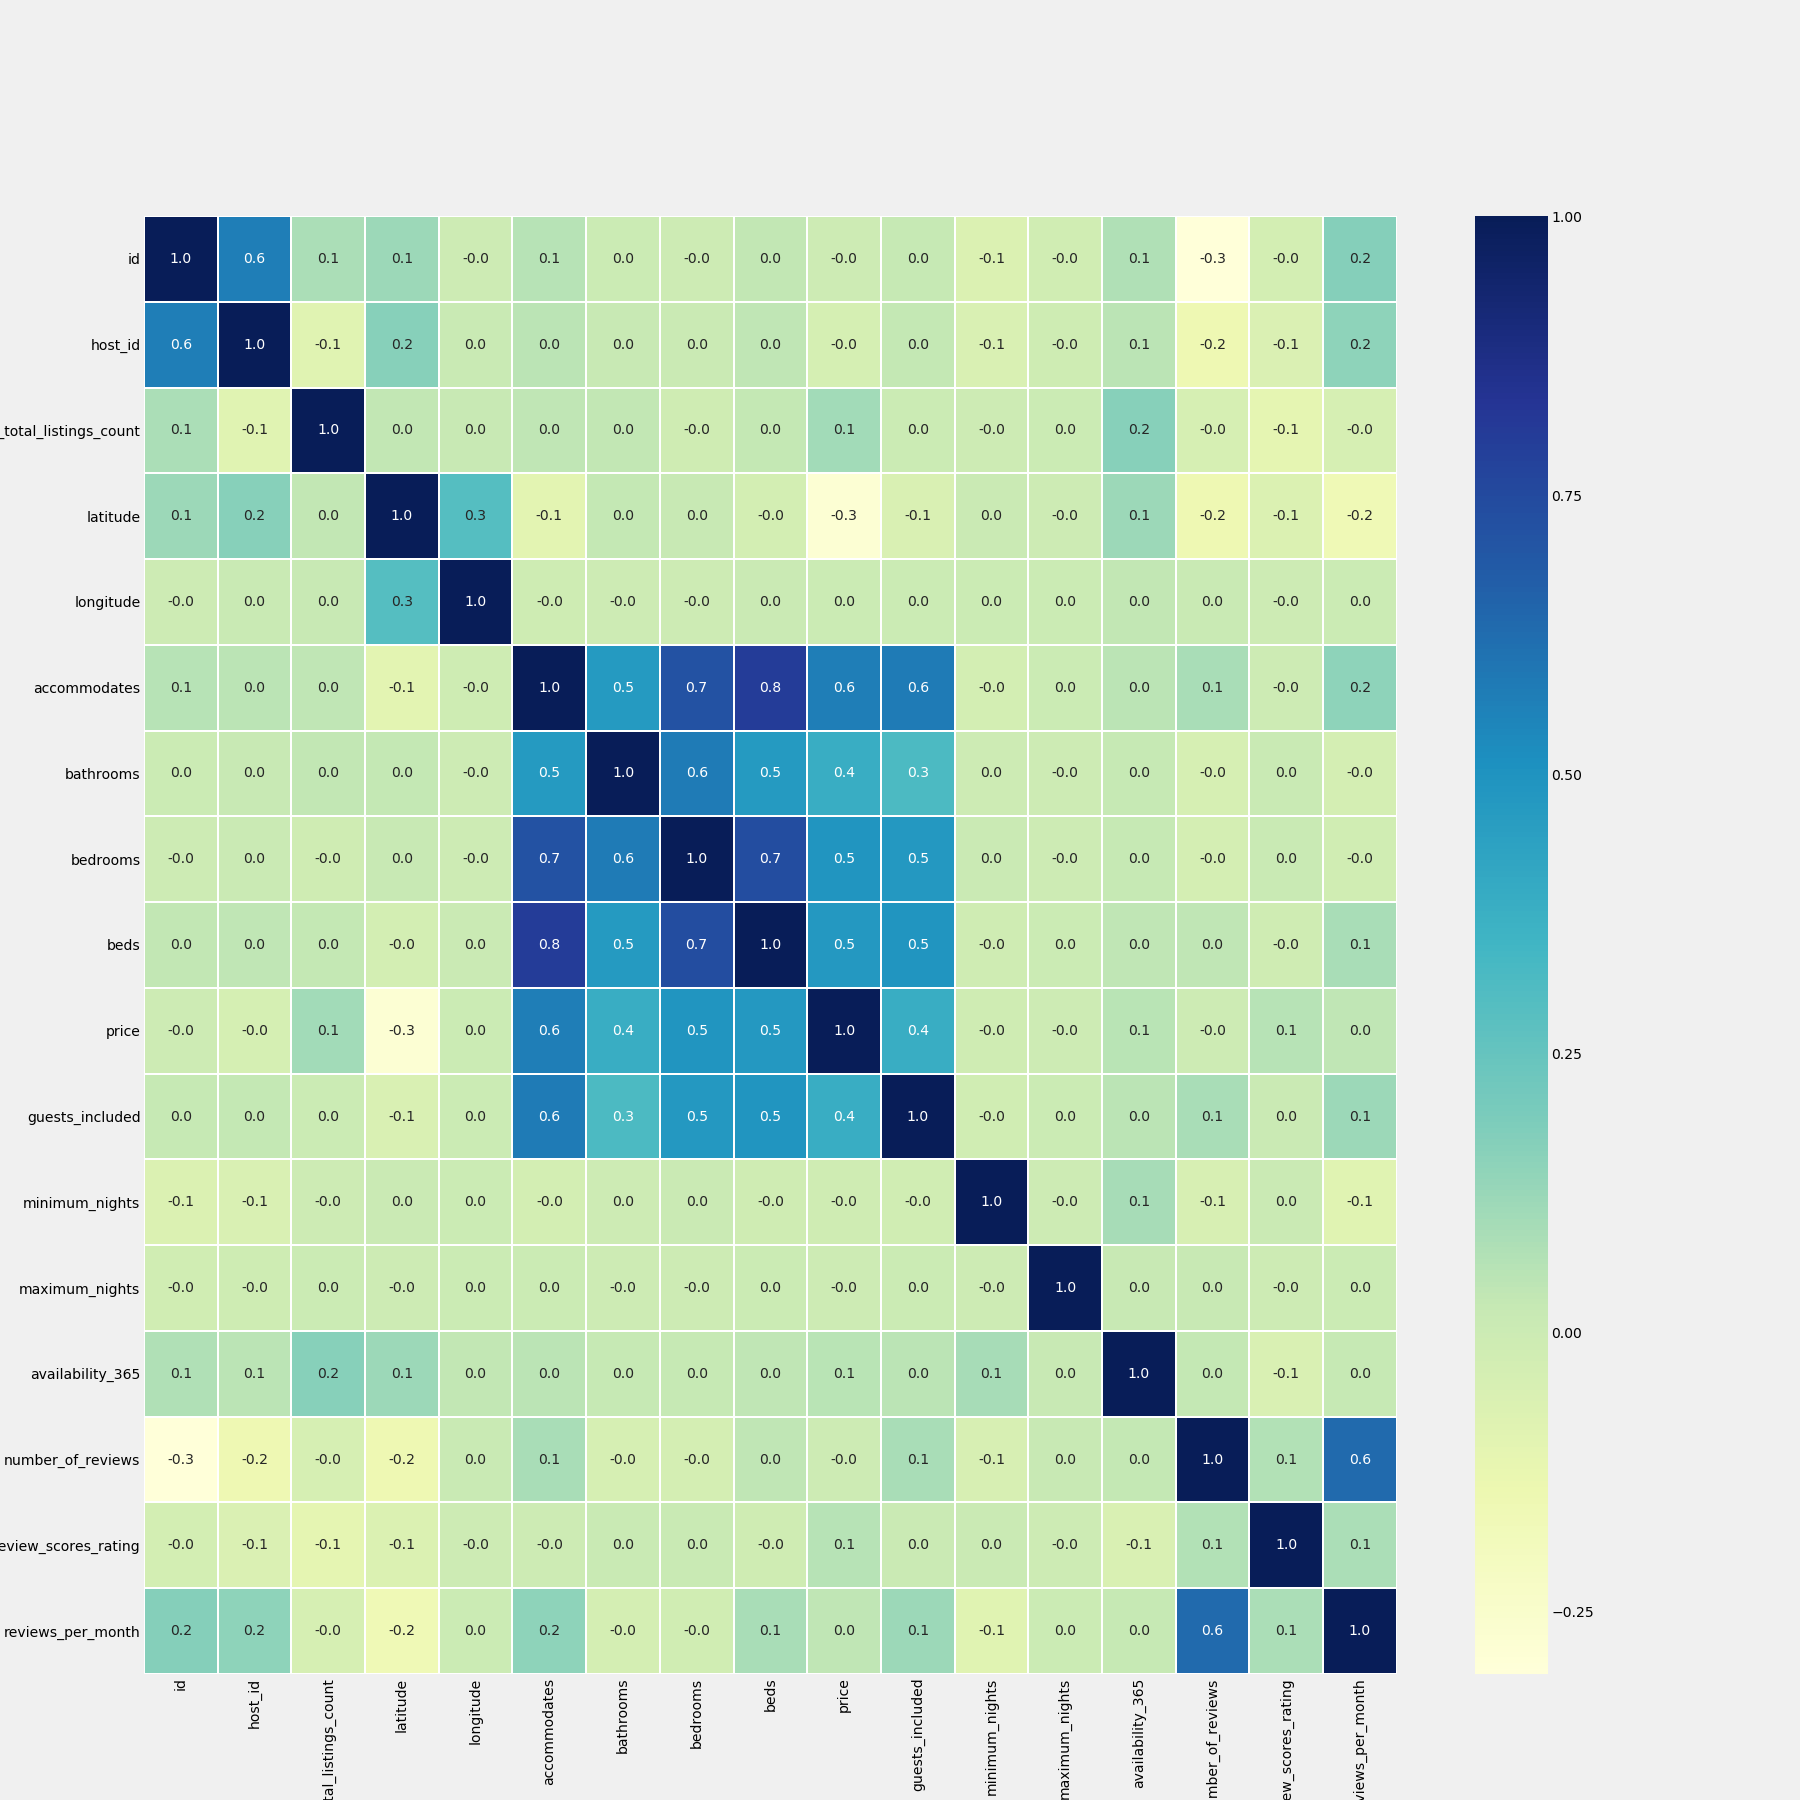 1.00
id 1.0 0.6 0.1 0.1 -0.0 0.1 0.0 -0.0 0.0 -0.0 0.0 -0.1 -0.0 0.1 -0.3 -0.0 0.2
host_id 0.6 1.0 -0.1 0.2 0.0 0.0 0.0 0.0 0.0 -0.0 0.0 -0.1 -0.0 0.1 -0.2 -0.1 0.2
_total_listings_count 0.1 -0.1 1.0 0.0 0.0 0.0 0.0 -0.0 0.0 0.1 0.0 -0.0 0.0 0.2 -0.0 -0.1 -0.0
0.75
latitude 0.1 0.2 0.0 1.0 0.3 -0.1 0.0 0.0 -0.0 -0.3 -0.1 0.0 -0.0 0.1 -0.2 -0.1 -0.2
longitude -0.0 0.0 0.0 0.3 1.0 -0.0 -0.0 -0.0 0.0 0.0 0.0 0.0 0.0 0.0 0.0 -0.0 0.0
accommodates 0.1 0.0 0.0 -0.1 -0.0 1.0 0.5 0.7 0.8 0.6 0.6 -0.0 0.0 0.0 0.1 -0.0 0.2
bathrooms 0.0 0.0 0.0 0.0 -0.0 0.5 1.0 0.6 0.5 0.4 0.3 0.0 -0.0 0.0 -0.0 0.0 -0.0
0.50
bedrooms -0.0 0.0 -0.0 0.0 -0.0 0.7 0.6 1.0 0.7 0.5 0.5 0.0 -0.0 0.0 -0.0 0.0 -0.0
beds 0.0 0.0 0.0 -0.0 0.0 0.8 0.5 0.7 1.0 0.5 0.5 -0.0 0.0 0.0 0.0 -0.0 0.1
price -0.0 -0.0 0.1 -0.3 0.0 0.6 0.4 0.5 0.5 1.0 0.4 -0.0 -0.0 0.1 -0.0 0.1 0.0
0.25
guests_included 0.0 0.0 0.0 -0.1 0.0 0.6 0.3 0.5 0.5 0.4 1.0 -0.0 0.0 0.0 0.1 0.0 0.1
minimum_nights -0.1 -0.1 -0.0 0.0 0.0 -0.0 0.0 0.0 -0.0 -0.0 -0.0 1.0 -0.0 0.1 -0.1 0.0 -0.1
maximum_nights -0.0 -0.0 0.0 -0.0 0.0 0.0 -0.0 -0.0 0.0 -0.0 0.0 -0.0 1.0 0.0 0.0 -0.0 0.0
0.00
availability_365 0.1 0.1 0.2 0.1 0.0 0.0 0.0 0.0 0.0 0.1 0.0 0.1 0.0 1.0 0.0 -0.1 0.0
number_of_reviews -0.3 -0.2 -0.0 -0.2 0.0 0.1 -0.0 -0.0 0.0 -0.0 0.1 -0.1 0.0 0.0 1.0 0.1 0.6
eview_scores_rating -0.0 -0.1 -0.1 -0.1 -0.0 -0.0 0.0 0.0 -0.0 0.1 0.0 0.0 -0.0 -0.1 0.1 1.0 0.1
−0.25
reviews_per_month 0.2 0.2 -0.0 -0.2 0.0 0.2 -0.0 -0.0 0.1 0.0 0.1 -0.1 0.0 0.0 0.6 0.1 1.0
id
host_id
tal_listings_count
latitude
longitude
accommodates
bathrooms
bedrooms
beds
price
guests_included
minimum_nights
maximum_nights
availability_365
mber_of_reviews
ew_scores_rating
views_per_month